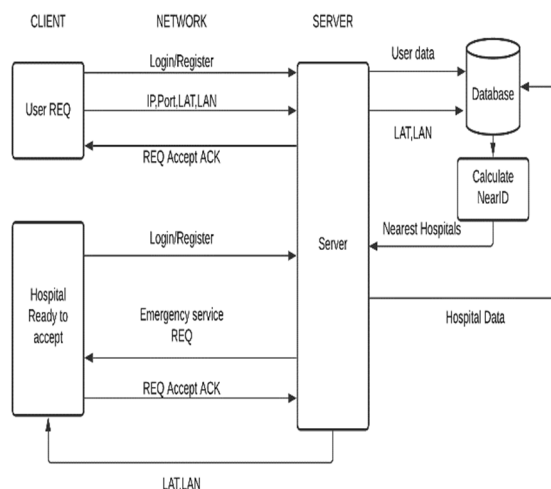 CLIENT NETWORK SERVER
Login/Register
User data
User REQ
IP,Port,LAT,LAN
Database
LAT,LAN
REQ Accept ACK
Calculate
NearID
Nearest Hospitals
Login/Register
Server
Hospital
Ready to
accept
Emergency service
REQ
Hospital Data
REQ Accept ACK
LAT,LAN